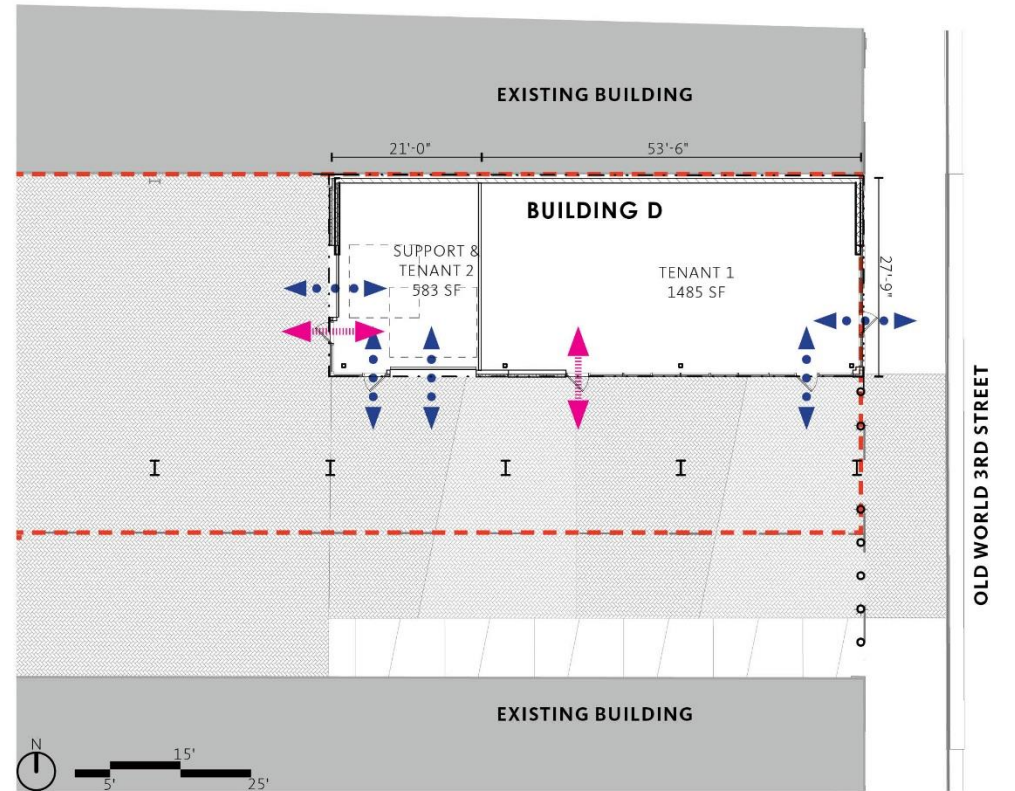 EXISTING BUILDING
21'-0"
53'-6"
BUILDING D
SUPPORT &
TENANT 2
583 SF
TENANT 1
1485 SF
27'-9"
OLD WORLD 3RD STREET
EXISTING BUILDING
N
15'
5'
25'